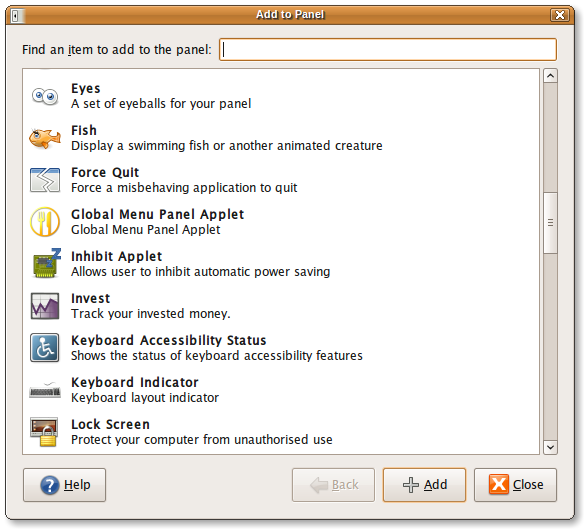 Add to Panel
Find an item to add to the panel:
Eyes
A set of eyeballs for your panel
Fish
Display a swimming fish or another animated creature
Force Quit
Force a misbehaving application to quit
Global Menu Panel Applet
Global Menu Panel Applet
Inhibit Applet
Allows user to inhibit automatic power saving
Invest
Track your invested money.
Keyboard Accessibility Status
Shows the status of keyboard accessibility features
Keyboard Indicator
Keyboard layout indicator
Lock Screen
Protect your computer from unauthorised use
Help Back Add Close